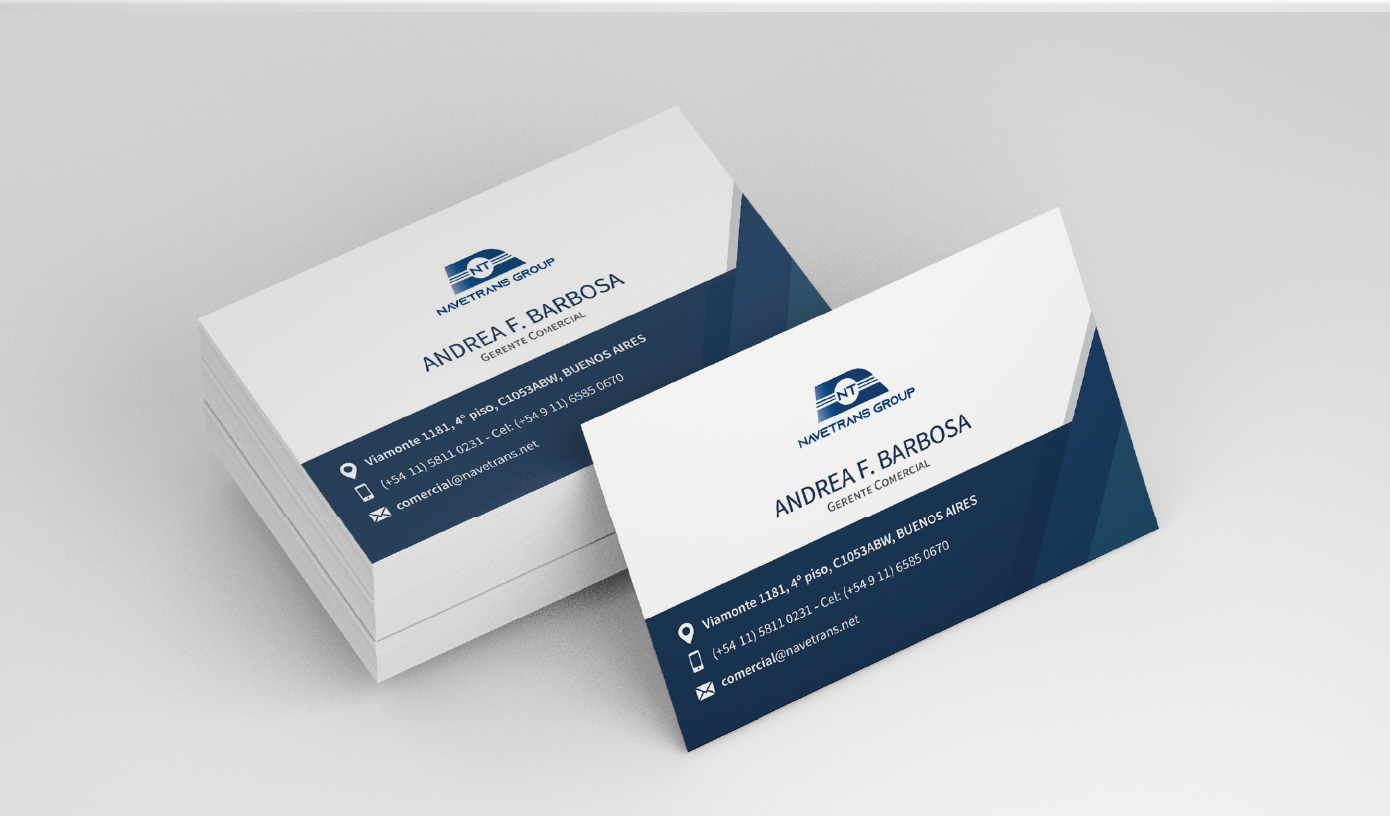 NT
NAVETRANS GROUP
ANDREA F. BARBOSA
GERENTE COMERCIAL
Viamonte 1181, 4° piso, C1053ABW, BUENOS AIRES
(+54 11) 5811 0231 - Cel: (+54 9 11) 6585 0670
comercial@navetrans.net
NT
NAVETRANS GROUP
ANDREA F. BARBOSA
GERENTE COMERCIAL
Viamonte 1181, 4° piso, C1053ABW, BUENOS AIRES
(+54 11) 5811 0231 - Cel: (+54 9 11) 6585 0670
comercial@navetrans.net